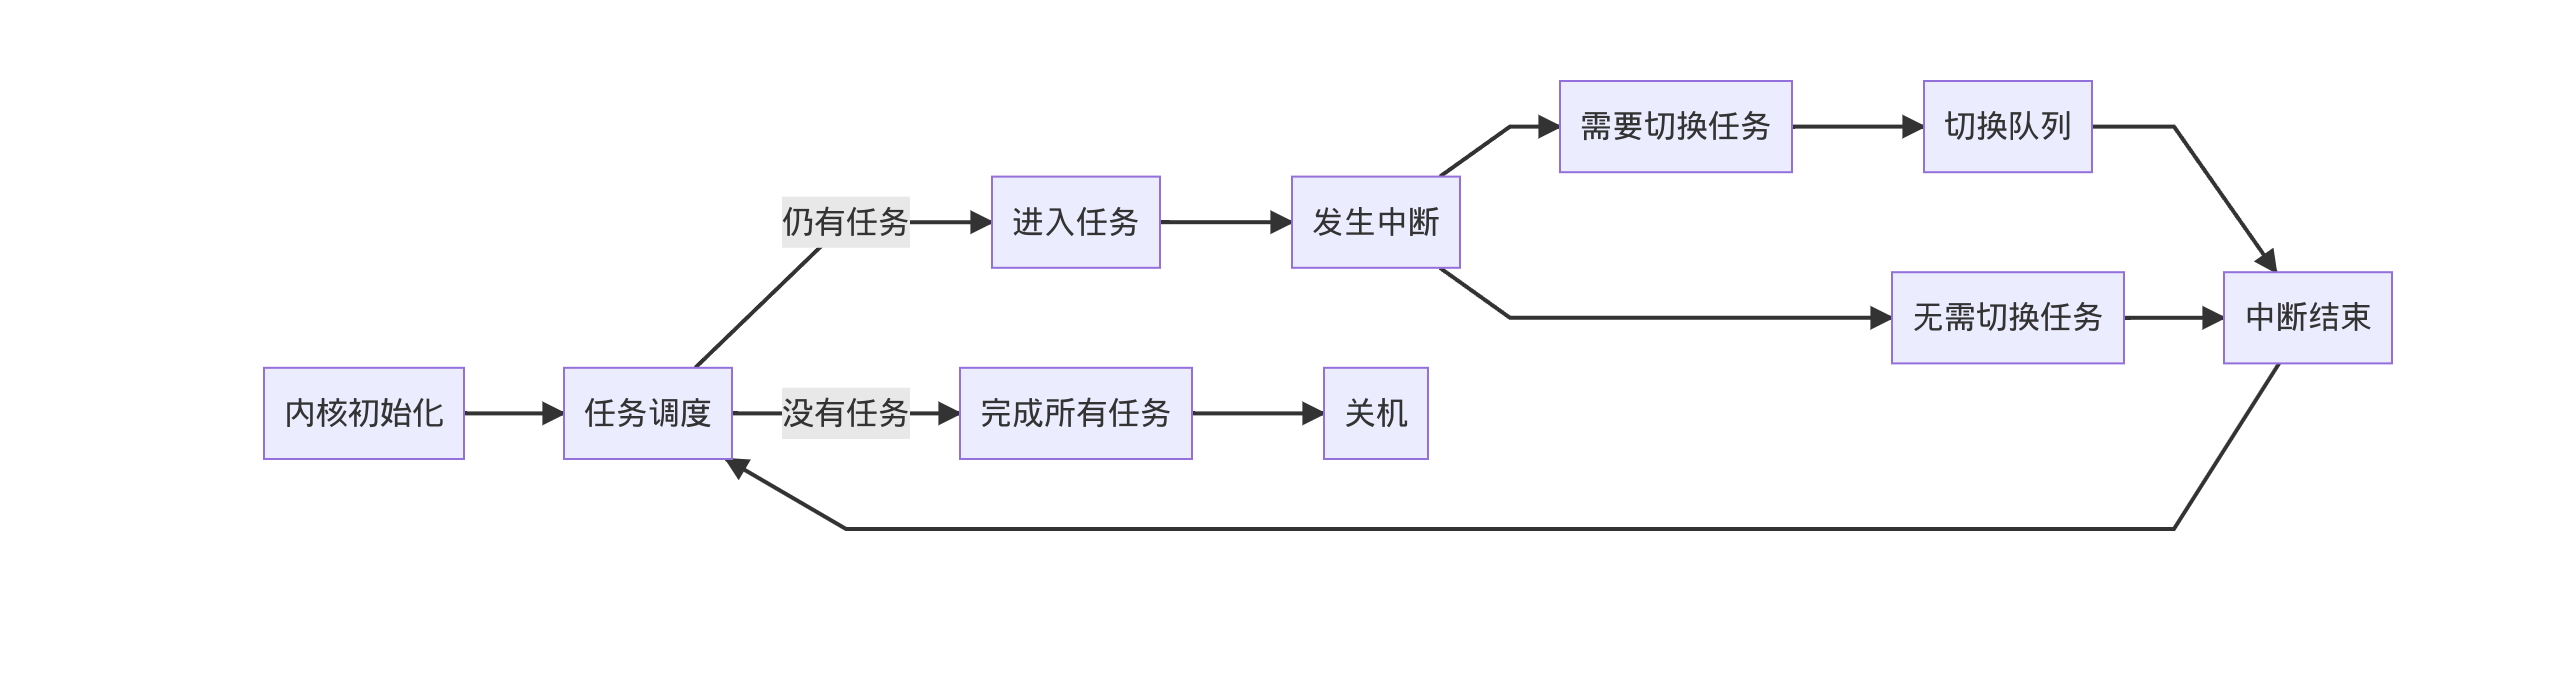 需要切换任务
切换队列
仍有任务
进入任务
发生中断
无需切换任务
中断结束
内核初始化
任务调度
没有任务
完成所有任务
关机